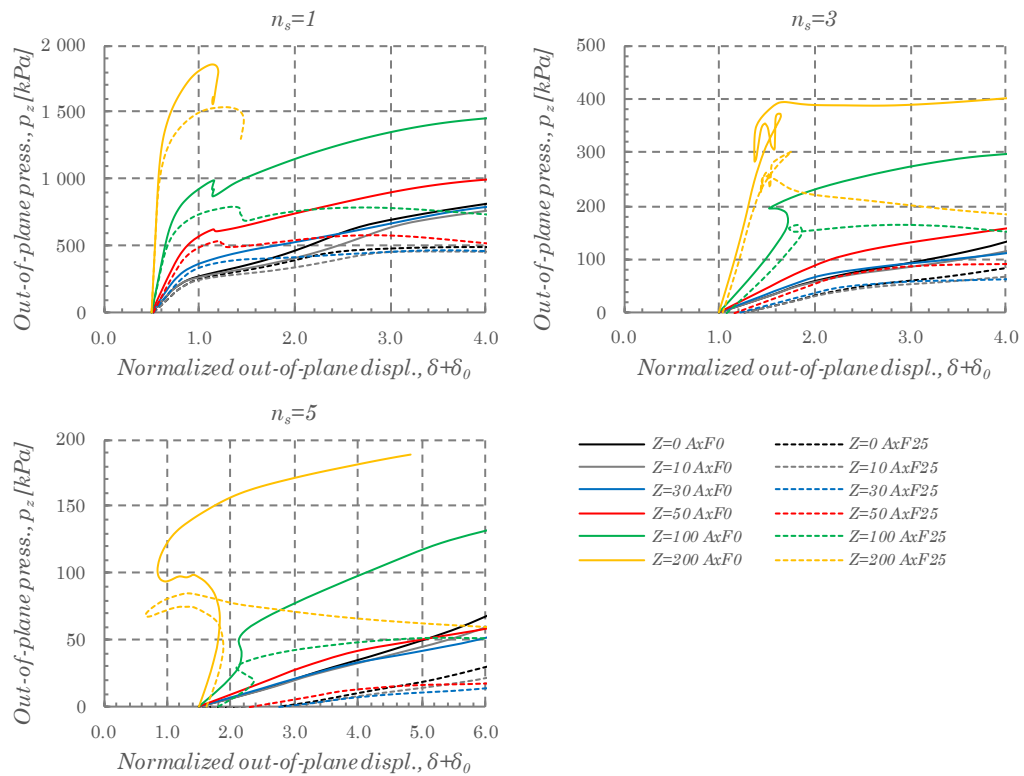 n_s=1
Out-of-plane press., p_z [kPa]
2 000
1 500
1 000
500
0
0.0 1.0 2.0 3.0 4.0
Normalized out-of-plane displ., δ+δ_0
n_s=3
Out-of-plane press., p_z [kPa]
500
400
300
200
100
0
0.0 1.0 2.0 3.0 4.0
Normalized out-of-plane displ., δ+δ_0
n_s=5
Out-of-plane press., p_z [kPa]
200
150
100
50
0
0.0 1.0 2.0 3.0 4.0 5.0 6.0
Normalized out-of-plane displ., δ+δ_0
Z=0 AxF0 Z=0 AxF25
Z=10 AxF0 Z=10 AxF25
Z=30 AxF0 Z=30 AxF25
Z=50 AxF0 Z=50 AxF25
Z=100 AxF0 Z=100 AxF25
Z=200 AxF0 Z=200 AxF25